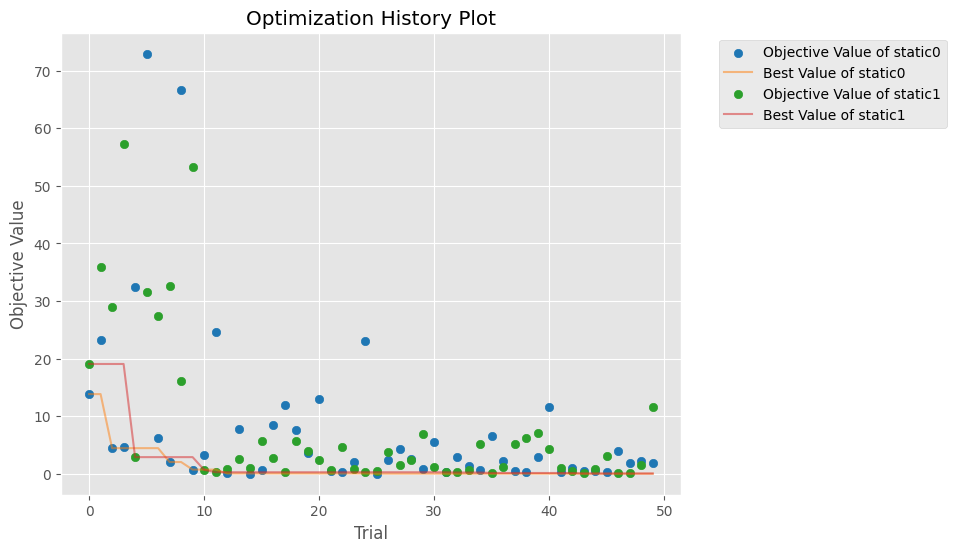 Optimization History Plot
Objective Value of static0
Best Value of static0
Objective Value of static1
Best Value of static1
70
60
50
40
30
20
10
0
Objective Value
0 10 20 30 40 50
Trial